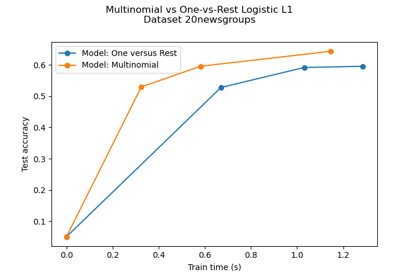 Multinomial vs One-vs-Rest Logistic L1
Dataset 20newsgroups
Model: One versus Rest
Model: Multinomial
Test accuracy
0.6
0.5
0.4
0.3
0.2
0.1
0.0 0.2 0.4 0.6 0.8 1.0 1.2
Train time (s)